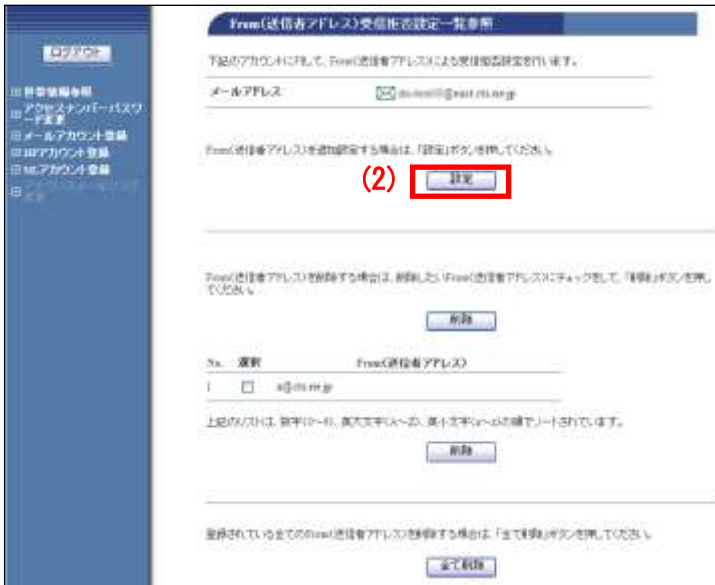 From(送信者アドレス)受信拒否設定一覧参照
ログアウト
下記のアカウントに対して、From(送信者アドレス)による受信拒否設定を行います。
契約情報参照
アクセスナンバーパスワード変更
メールアカウント登録
HPアカウント登録
MLアカウント登録
変更
メールアドレス
From(送信者アドレス)を追加設定する場合は、「設定」ボタンを押してください。
(2)
設定
From(送信者アドレス)を削除する場合は、削除したいFrom(送信者アドレス)にチェックをして、「削除」ボタンを押し
てください。
削除
No. 選択 From(送信者アドレス)
1
上記のリストは、数字(0~9)、英大文字(A~Z)、英小文字(a~z)の順でソートされています。
削除
登録されている全てのFrom(送信者アドレス)を削除する場合は、「全て削除」ボタンを押してください。
全て削除